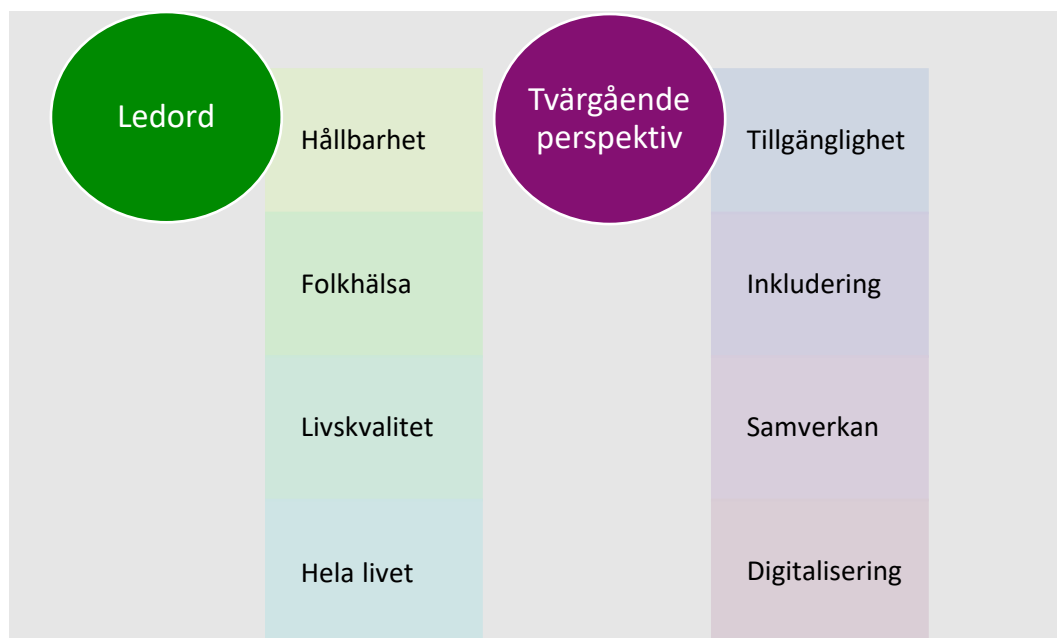 Ledord
Hållbarhet
Folkhälsa
Livskvalitet
Hela livet
Tvärgående
perspektiv
Tillgänglighet
Inkludering
Samverkan
Digitalisering